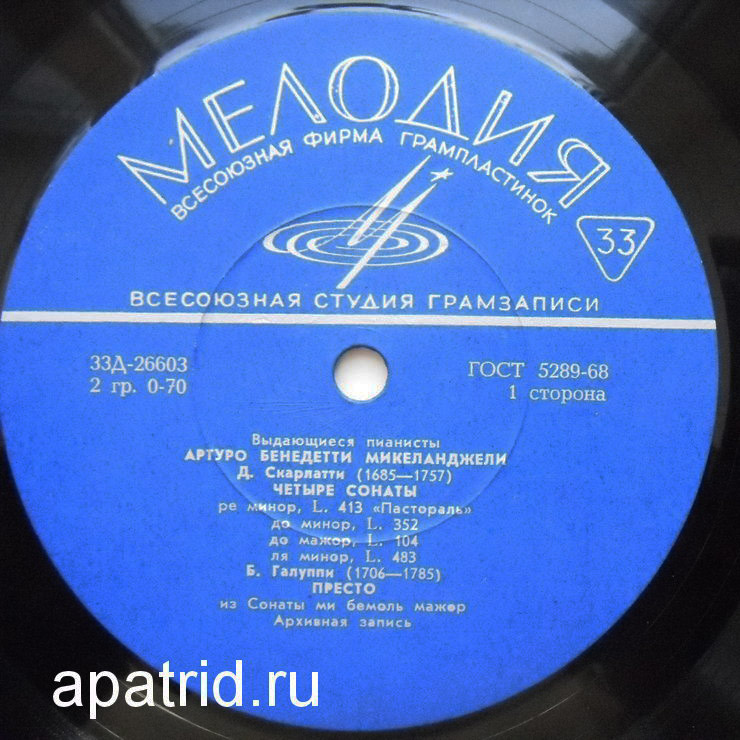 МЕЛОДИЯ
ВСЕСОЮЗНАЯ ФИРМА ГРАМПЛАСТИНОК
33
ВСЕСОЮЗНАЯ СТУДИЯ ГРАМЗАПИСИ
33Д-26603
2 гр. 0-70
ГОСТ 5289-68
1 сторона
Выдающиеся пианисты
АРТУРО БЕНЕДЕТТИ МИКЕЛАНДЖЕЛИ
Д. Скарлатти (1685—1757)
ЧЕТЫРЕ СОНАТЫ
ре минор, L. 413 «Пастораль»
до минор, L. 352
до мажор, L. 104
ля минор, L. 483
Б. Галуппи (1706—1785)
ПРЕСТО
из Сонаты ми бемоль мажор
Архивная запись
apatrid.ru